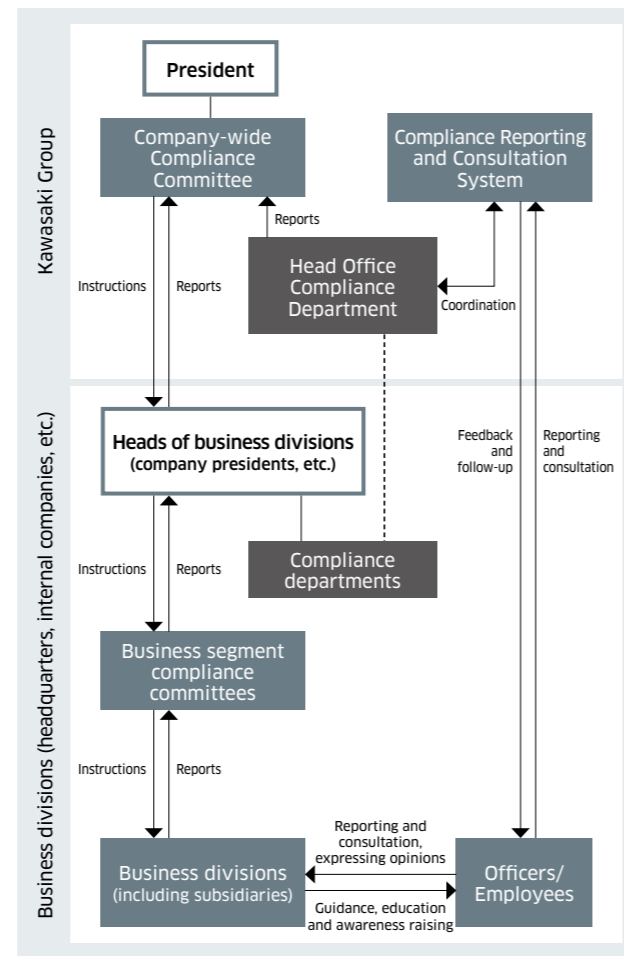 Kawasaki Group
President
Company-wide
Compliance
Committee
Compliance Reporting
and Consultation
System
Reports
Head Office
Compliance
Department
Instructions
Reports
Coordination
Business divisions (headquarters, internal companies, etc.)
Heads of business divisions
(company presidents, etc.)
Feedback
and
follow-up
Reporting
and
consultation
Compliance
departments
Instructions
Reports
Business segment
compliance
committees
Instructions
Reports
Reporting and
consultation,
expressing opinions
Business divisions
(including subsidiaries)
Officers/
Employees
Guidance, education
and awareness raising